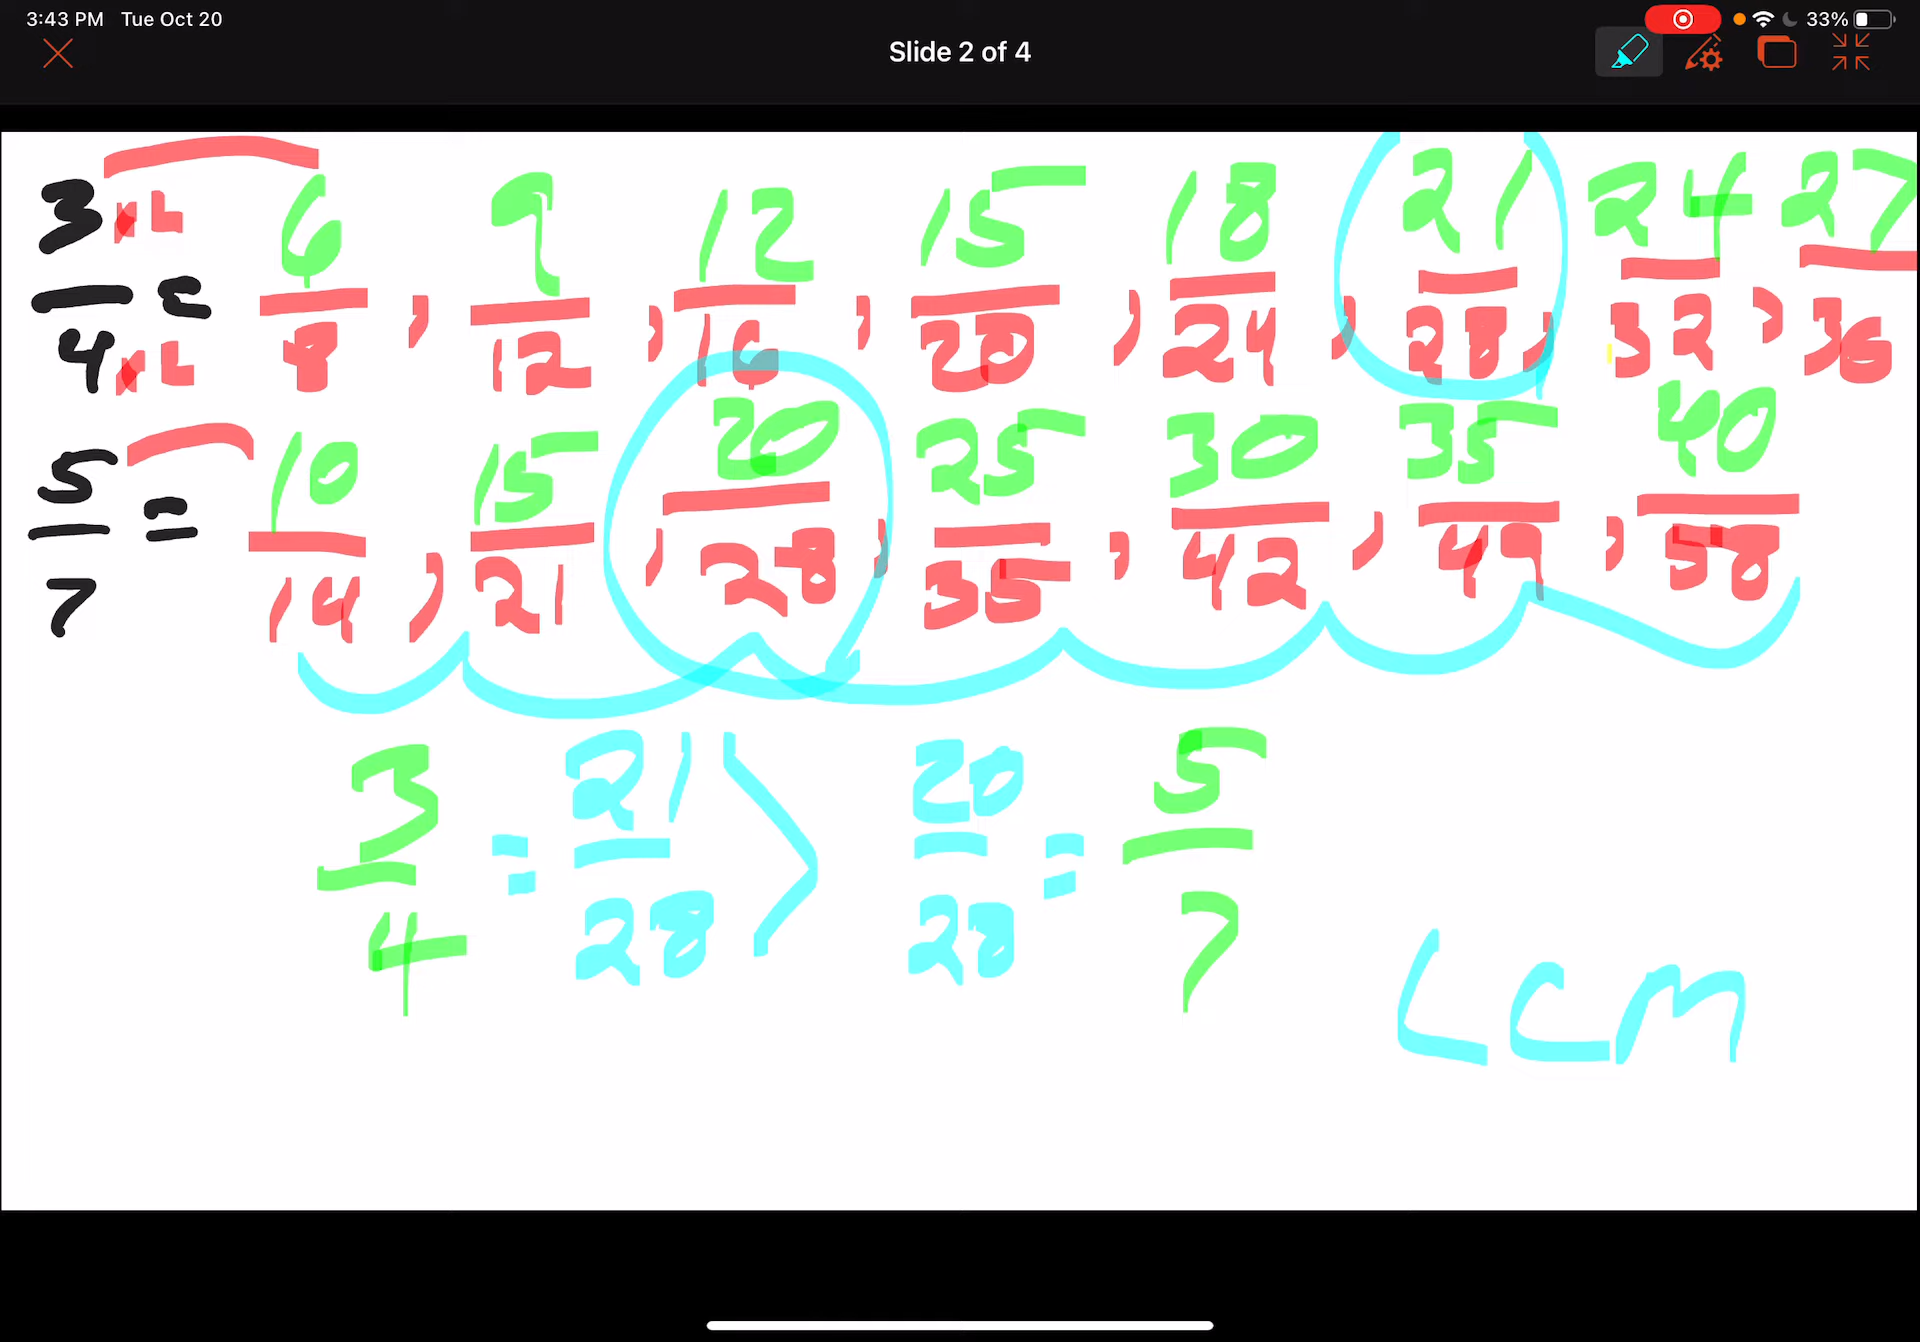 3:43 PM Tue Oct 20 33%
Slide 2 of 4
3/4 = 6/8, 9/12, 12/16, 15/20, 18/24, 21/28, 24/32, 27/36
5/7 = 10/14, 15/21, 20/28, 25/35, 30/42, 35/49, 40/58
3/4 = 21/28 > 20/28 = 5/7
LCM